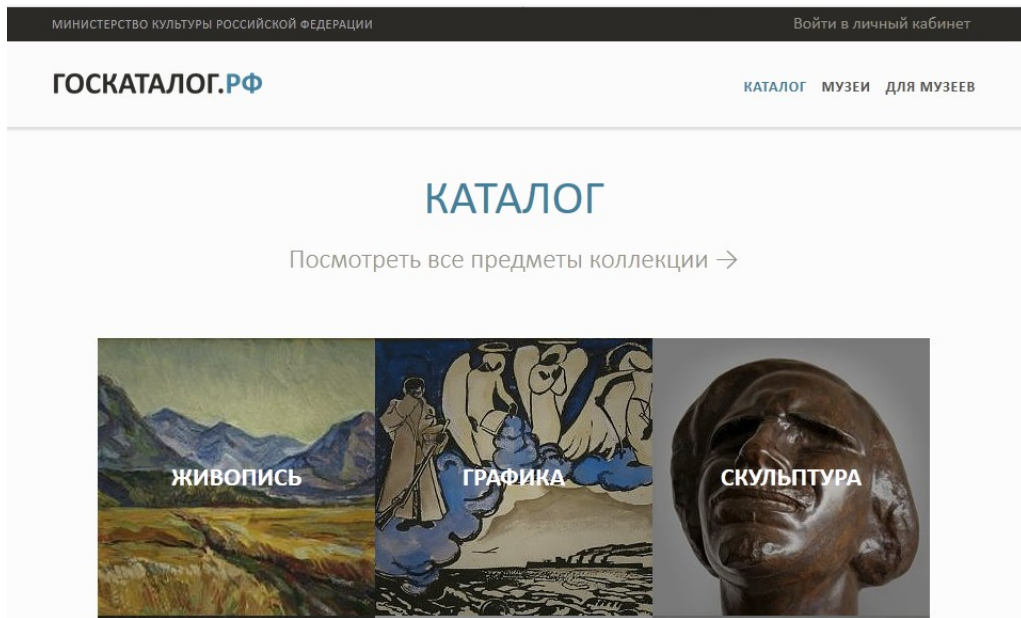 МИНИСТЕРСТВО КУЛЬТУРЫ РОССИЙСКОЙ ФЕДЕРАЦИИ
Войти в личный кабинет
ГОСКАТАЛОГ.РФ
КАТАЛОГ МУЗЕИ ДЛЯ МУЗЕЕВ
КАТАЛОГ
Посмотреть все предметы коллекции →
ЖИВОПИСЬ
ГРАФИКА
СКУЛЬПТУРА